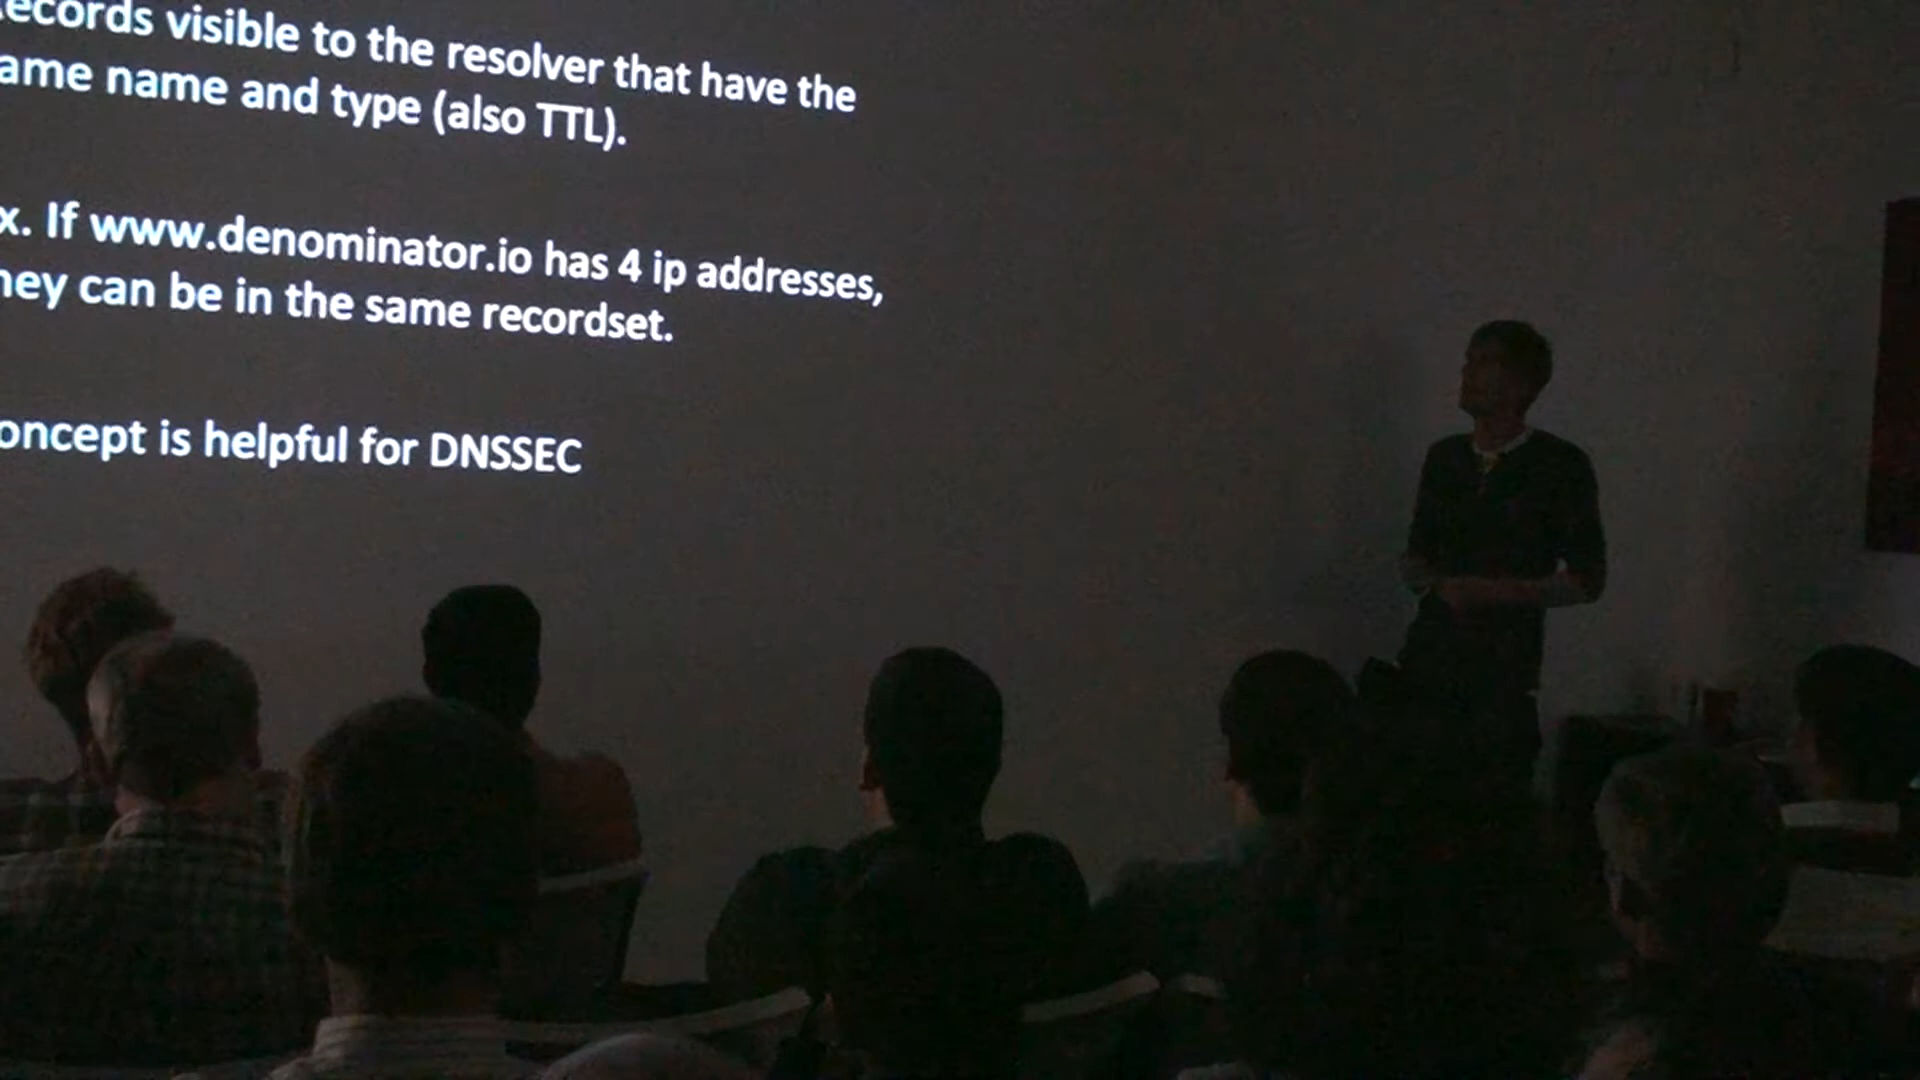 ecords visible to the resolver that have the
ame name and type (also TTL).
x. If www.denominator.io has 4 ip addresses,
hey can be in the same recordset.
oncept is helpful for DNSSEC